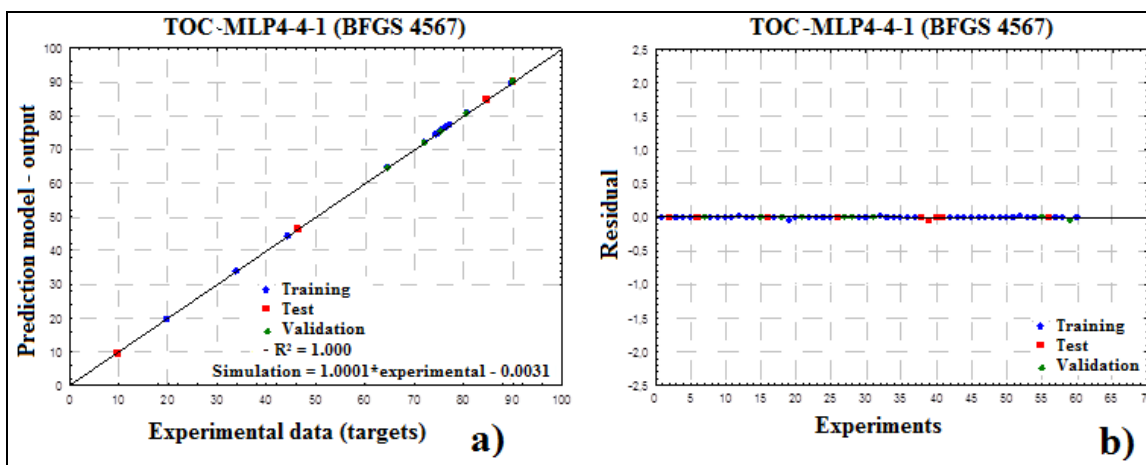 TOC-MLP4-4-1 (BFGS 4567)
Prediction model - output
100
90
80
70
60
50
40
30
20
10
0
Training
Test
Validation
- R² = 1.000
Simulation = 1.0001*experimental - 0.0031
0 10 20 30 40 50 60 70 80 90 100
Experimental data (targets)
a)
TOC-MLP4-4-1 (BFGS 4567)
Residual
2.5
2.0
1.5
1.0
0.5
0.0
-0.5
-1.0
-1.5
-2.0
-2.5
Training
Test
Validation
0 5 10 15 20 25 30 35 40 45 50 55 60 65 70
Experiments
b)